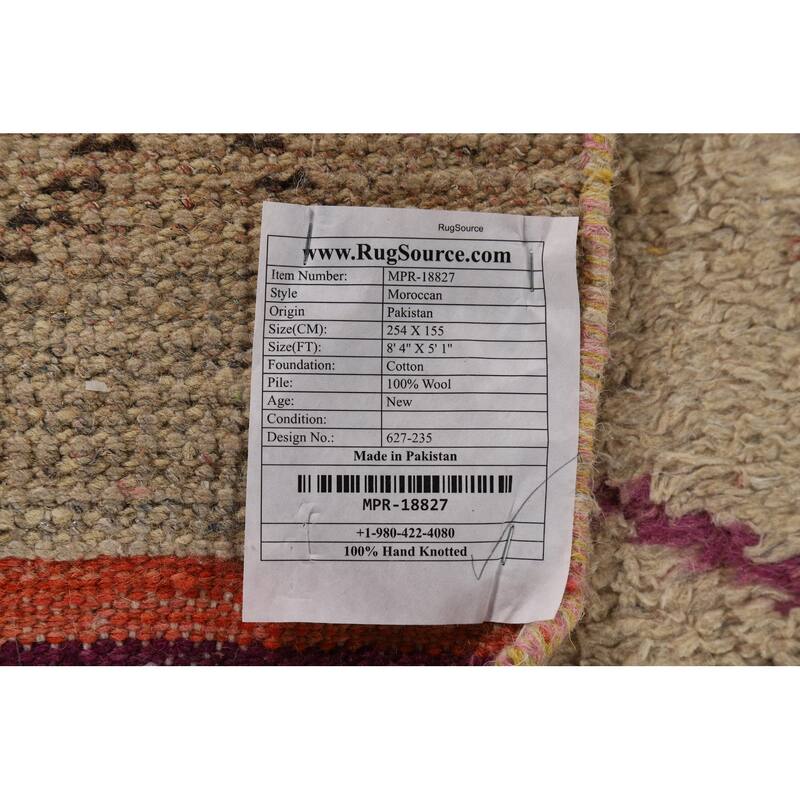 RugSource
www.RugSource.com
Item Number: MPR-18827
Style Moroccan
Origin Pakistan
Size(CM): 254 X 155
Size(FT): 8' 4" X 5' 1"
Foundation: Cotton
Pile: 100% Wool
Age: New
Condition:
Design No.: 627-235
Made in Pakistan
MPR-18827
+1-980-422-4080
100% Hand Knotted